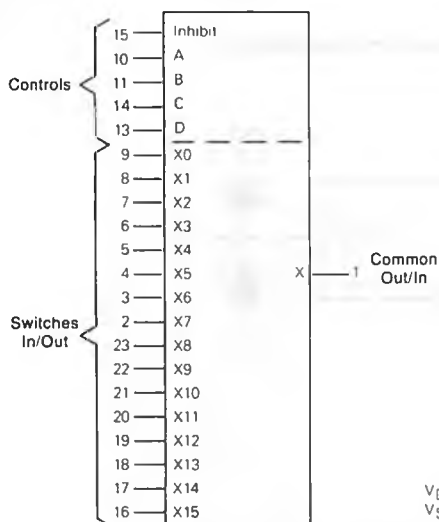 Controls
15 Inhibit
10 A
11 B
14 C
13 D
Switches
In/Out
9 X0
8 X1
7 X2
6 X3
5 X4
4 X5
3 X6
2 X7
23 X8
22 X9
21 X10
20 X11
19 X12
18 X13
17 X14
16 X15
X 1 Common
Out/In